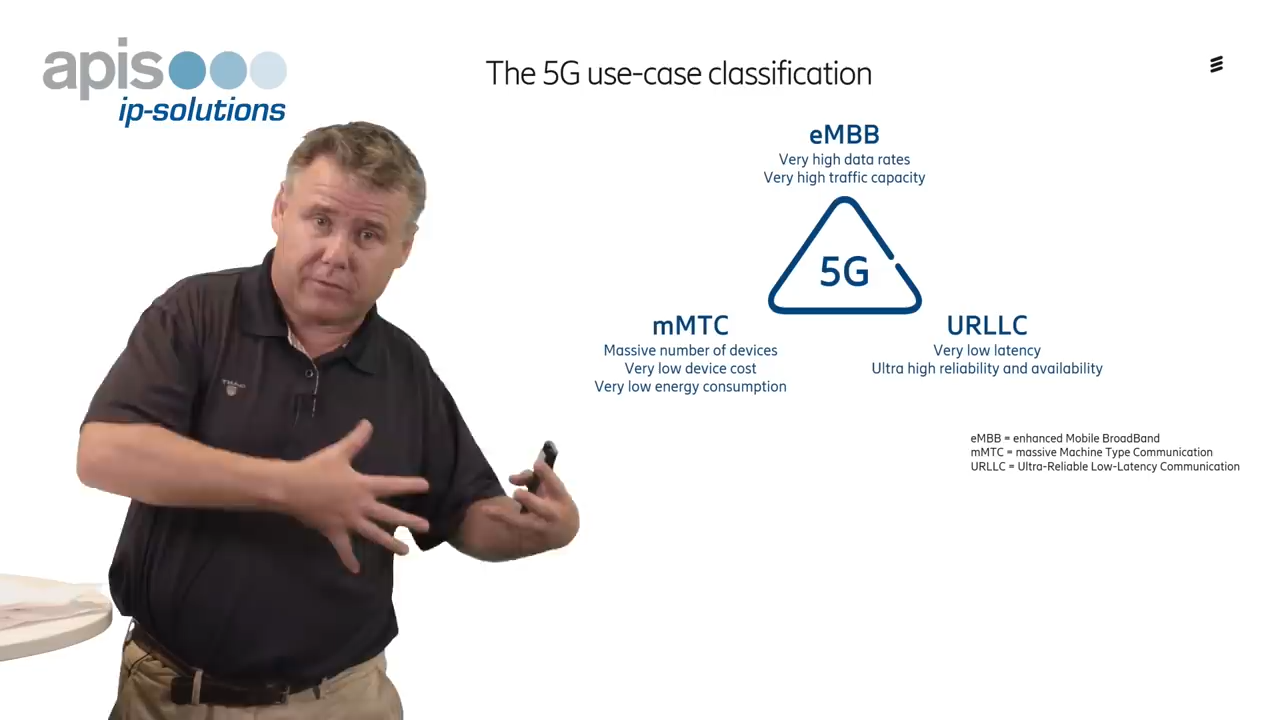 apis
ip-solutions
The 5G use-case classification
eMBB
Very high data rates
Very high traffic capacity
5G
mMTC
Massive number of devices
Very low device cost
Very low energy consumption
URLLC
Very low latency
Ultra high reliability and availability
eMBB = enhanced Mobile BroadBand
mMTC = massive Machine Type Communication
URLLC = Ultra-Reliable Low-Latency Communication